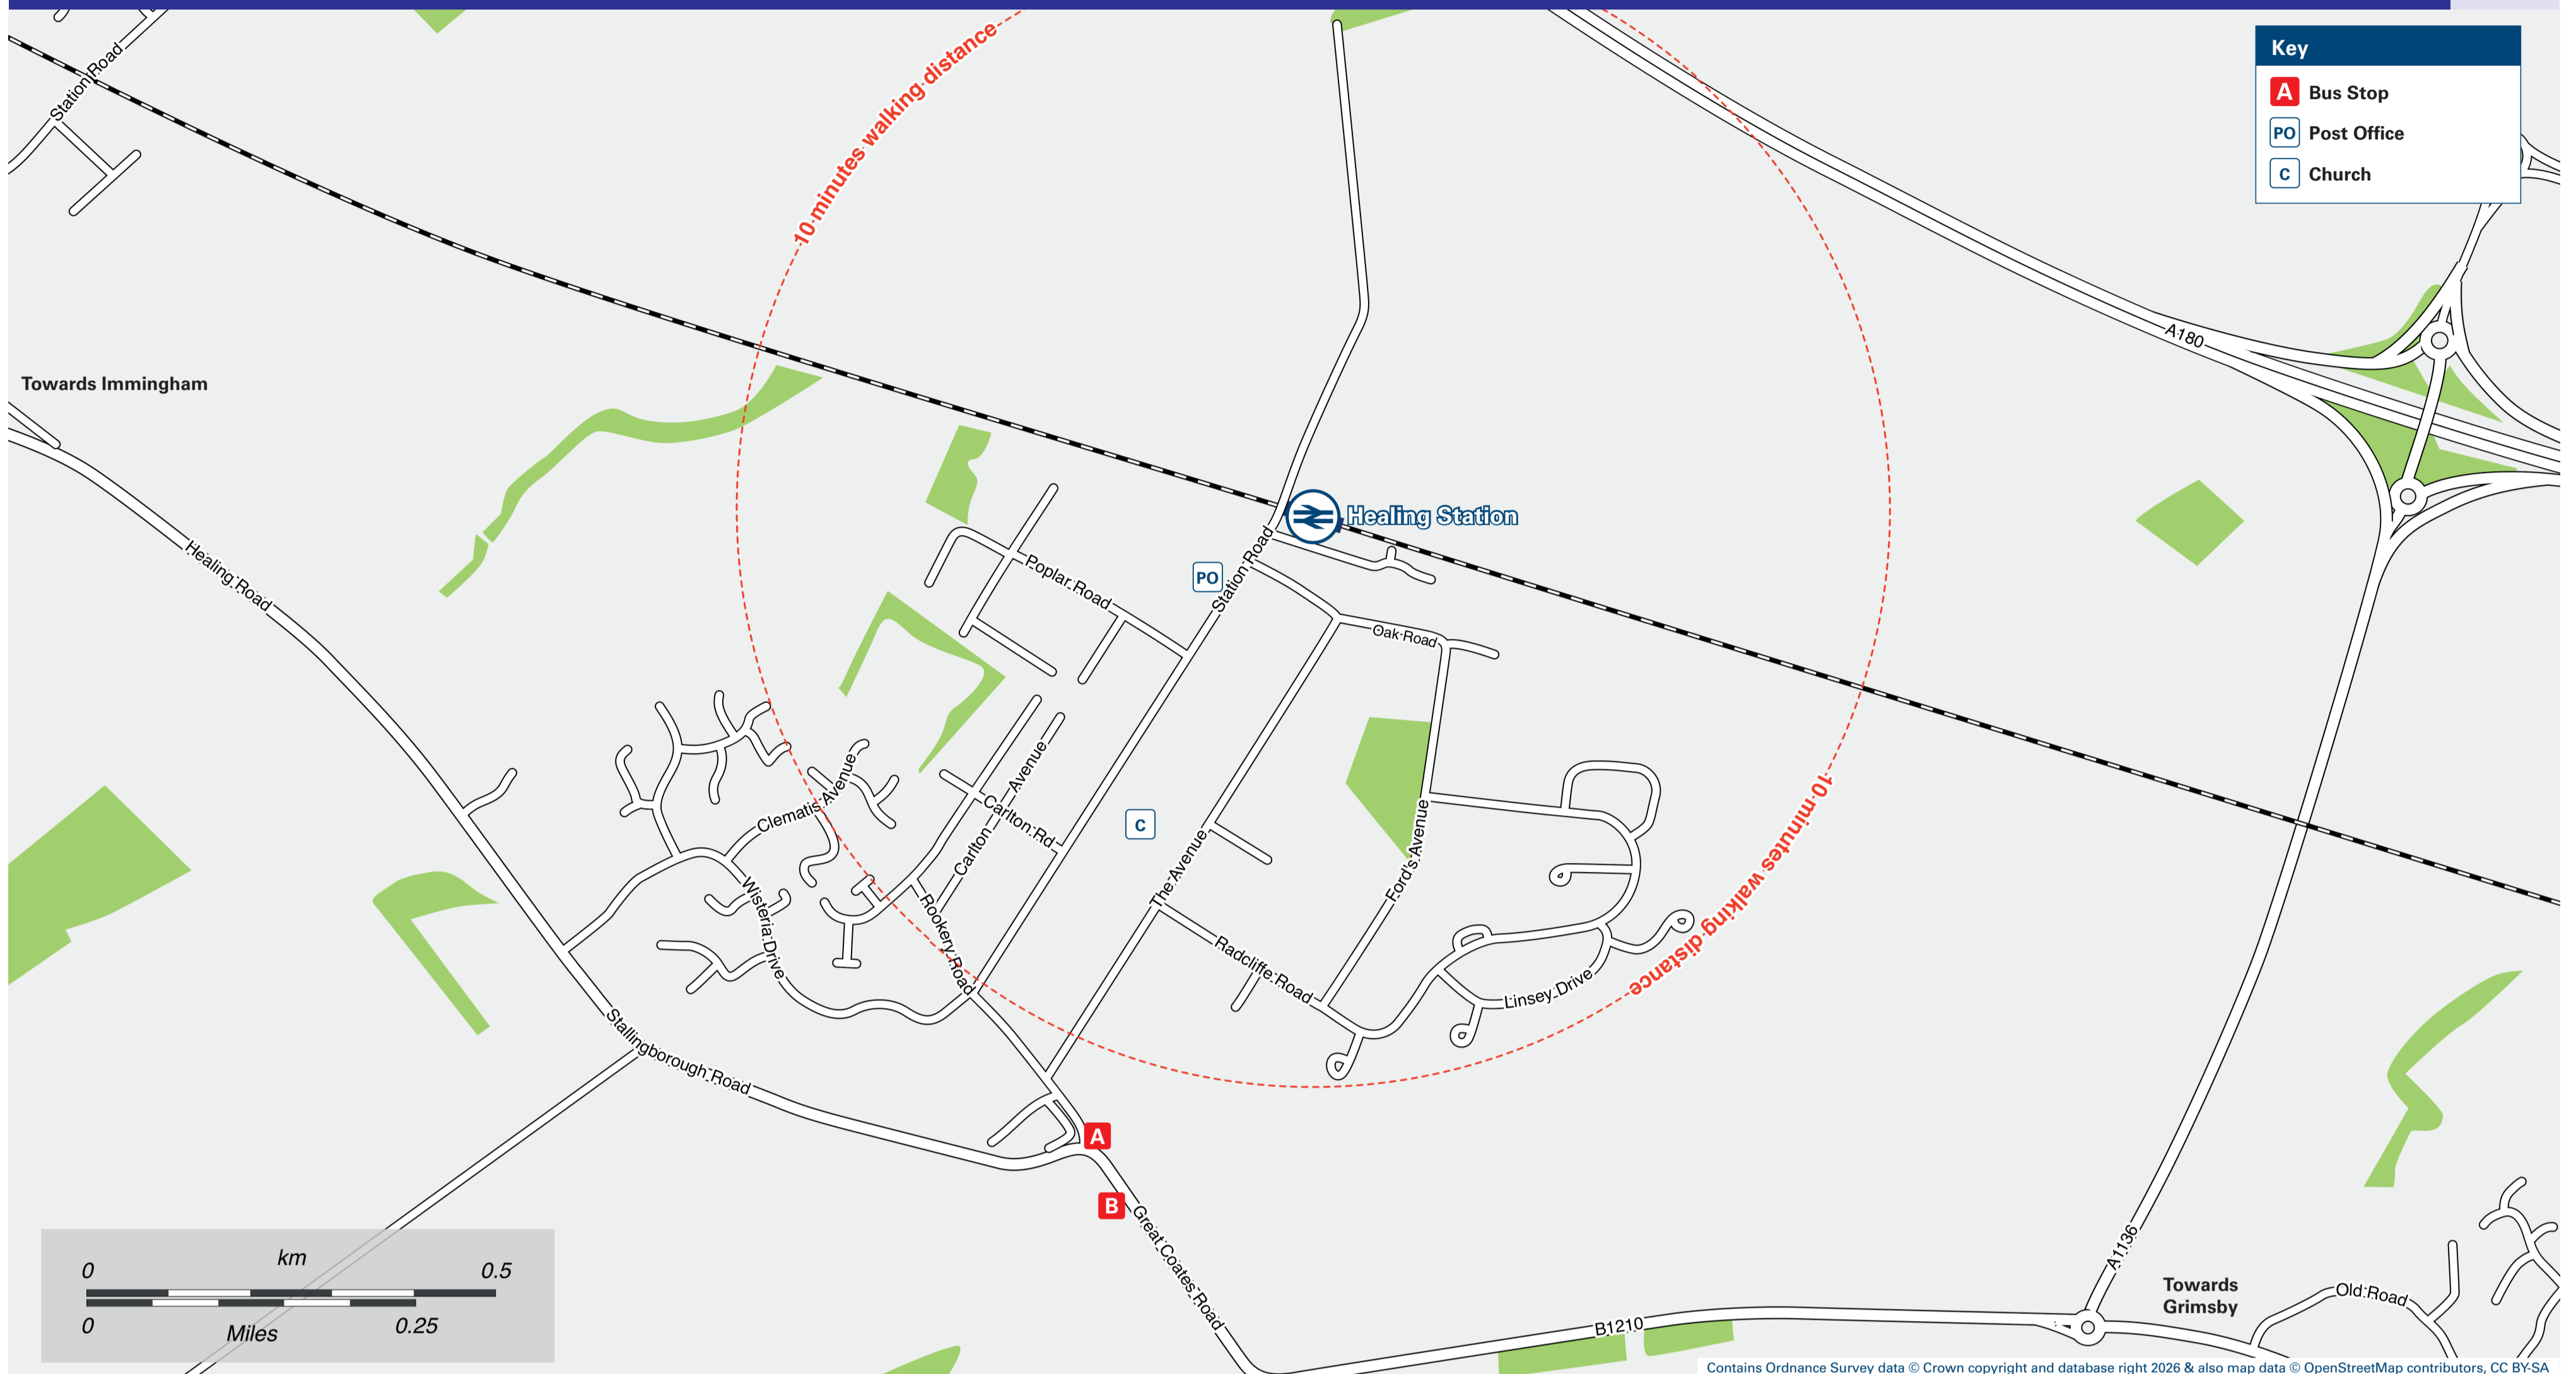 Station Road
10 minutes walking distance
Key
A Bus Stop
PO Post Office
C Church
A180
Towards Immingham
Healing Road
Healing Station
PO
Station Road
Poplar Road
Oak Road
Clematis Avenue
Carlton Avenue
Carlton Rd
C
The Avenue
Ford's Avenue
10 minutes walking distance
Wisteria Drive
Rookery Road
Radcliffe Road
Linsey Drive
Stallingborough Road
A
B
Great Coates Road
A1136
Towards
Grimsby
Old Road
B1210
km
0 0.5
0 0.25
Miles
Contains Ordnance Survey data © Crown copyright and database right 2026 & also map data © OpenStreetMap contributors, CC BY-SA